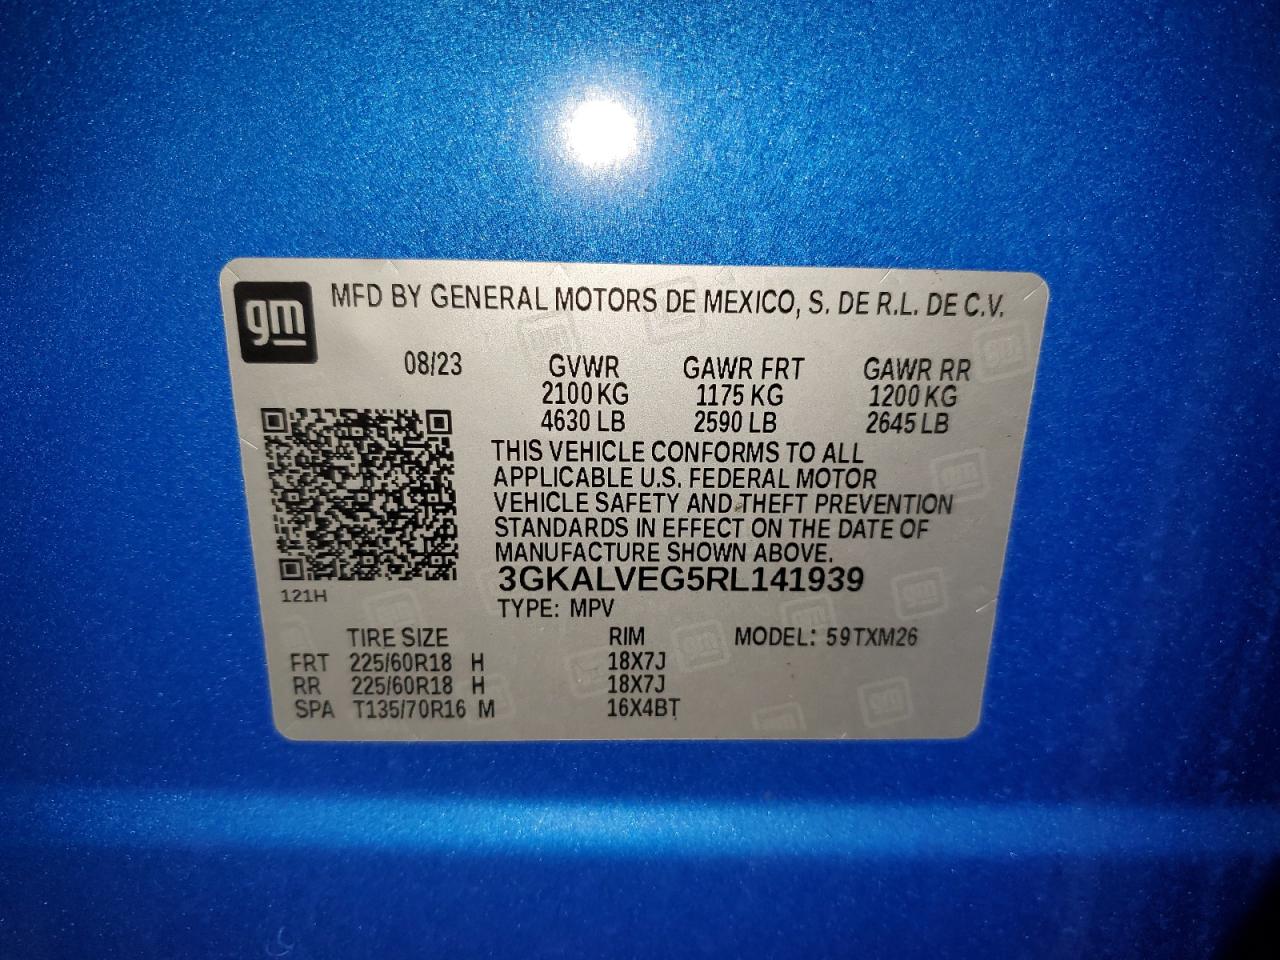 gm
MFD BY GENERAL MOTORS DE MEXICO, S. DE R.L. DE C.V.
08/23 GVWR GAWR FRT GAWR RR
2100 KG 1175 KG 1200 KG
4630 LB 2590 LB 2645 LB
THIS VEHICLE CONFORMS TO ALL
APPLICABLE U.S. FEDERAL MOTOR
VEHICLE SAFETY AND THEFT PREVENTION
STANDARDS IN EFFECT ON THE DATE OF
MANUFACTURE SHOWN ABOVE.
3GKALVEG5RL141939
121H
TYPE: MPV
TIRE SIZE RIM MODEL: 59TXM26
FRT 225/60R18 H 18X7J
RR 225/60R18 H 18X7J
SPA T135/70R16 M 16X4BT